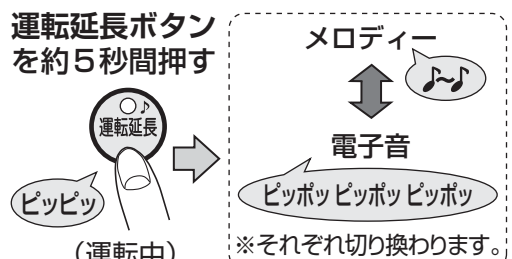 運転延長ボタン
を約5秒間押す
♪
運転延長
ピッピッ
(運転中)
メロディー
♪~♪
電子音
ピッポッ ピッポッ ピッポッ
※それぞれ切り換わります。